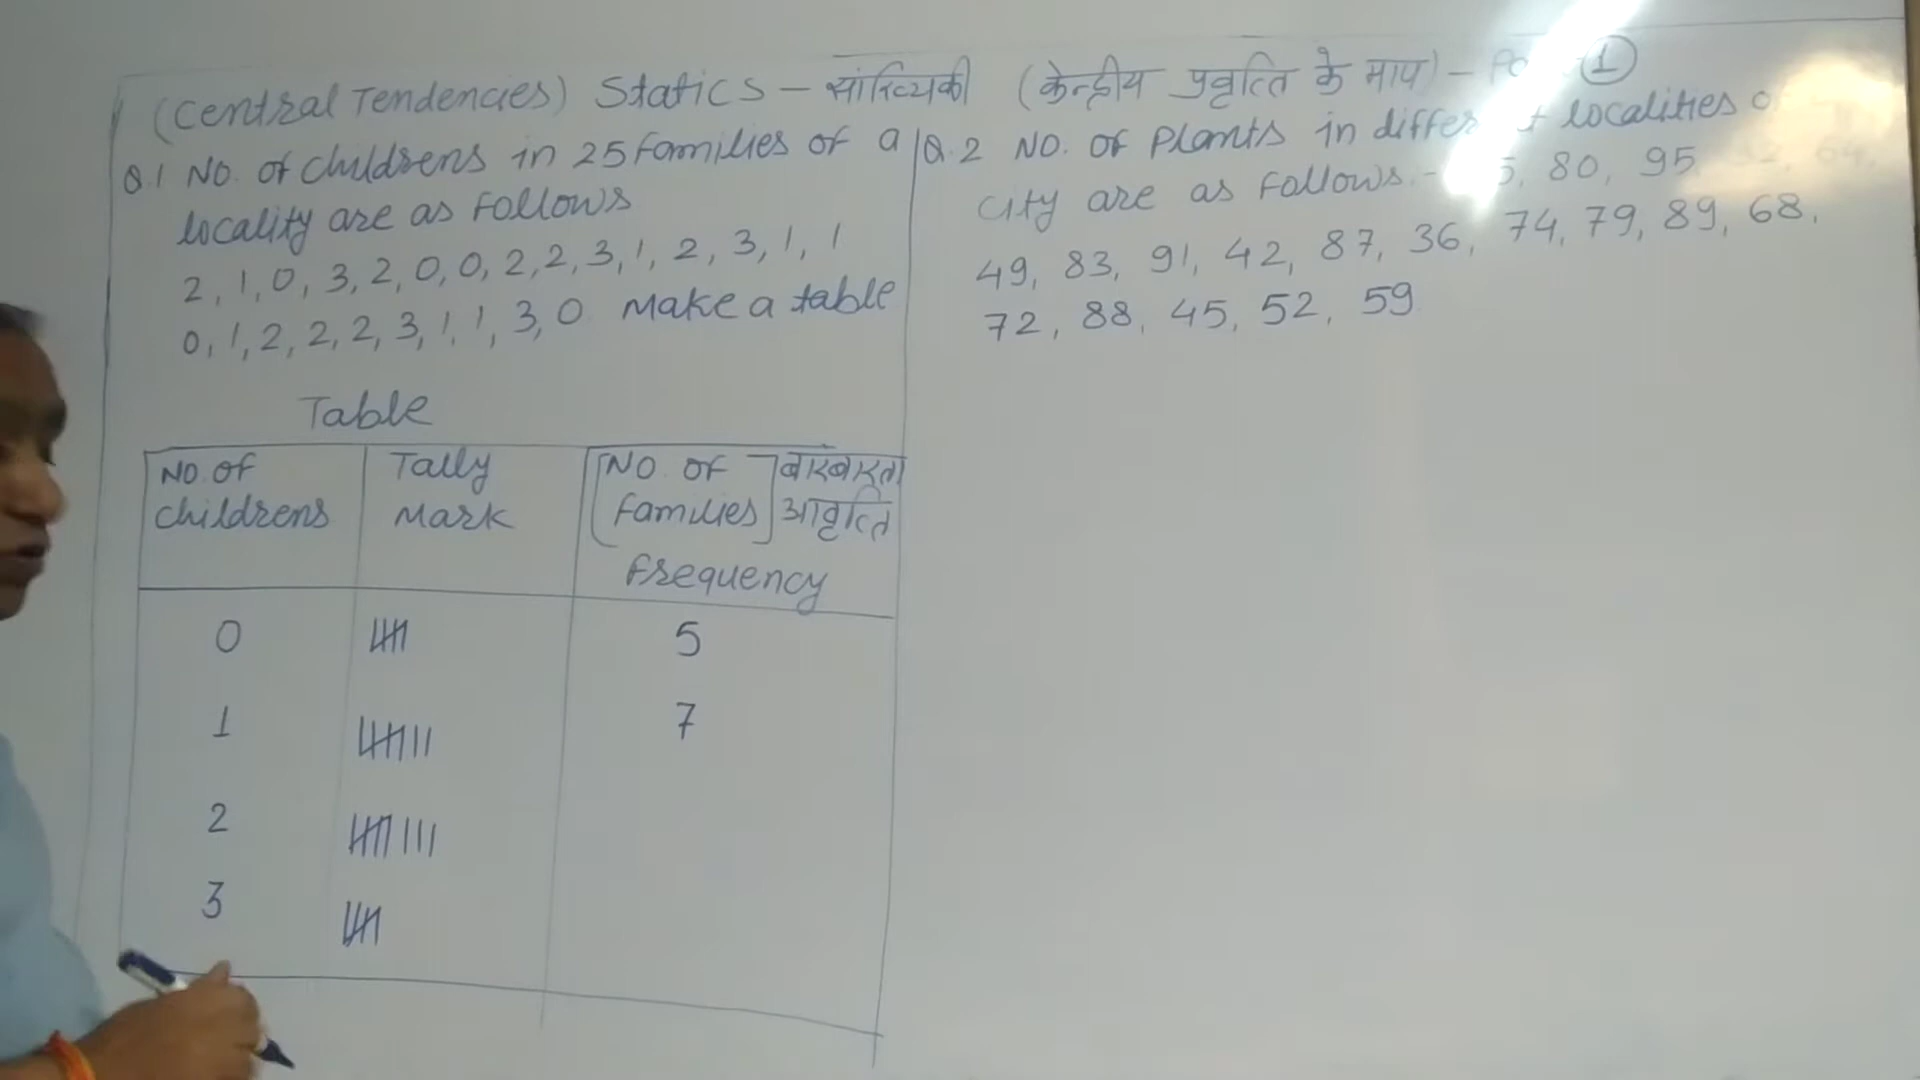 (Central Tendencies) Statics - सांख्यिकी (केन्द्रीय प्रवृत्ति के माप) - ①
Q.1 NO. of childrens in 25 families of a
locality are as follows
2, 1, 0, 3, 2, 0, 0, 2, 2, 3, 1, 2, 3, 1, 1
0, 1, 2, 2, 2, 3, 1, 1, 3, 0. Make a table
Table
NO. of childrens | Tally Mark | [NO. of families] बारंबारता आवृत्ति frequency
0 | 𝍸 | 5
1 | 𝍸 || | 7
2 | 𝍸 |||
3 | 𝍸
Q.2 NO. of Plants in different localities
City are as follows.- 80, 95,
49, 83, 91, 42, 87, 36, 74, 79, 89, 68,
72, 88, 45, 52, 59